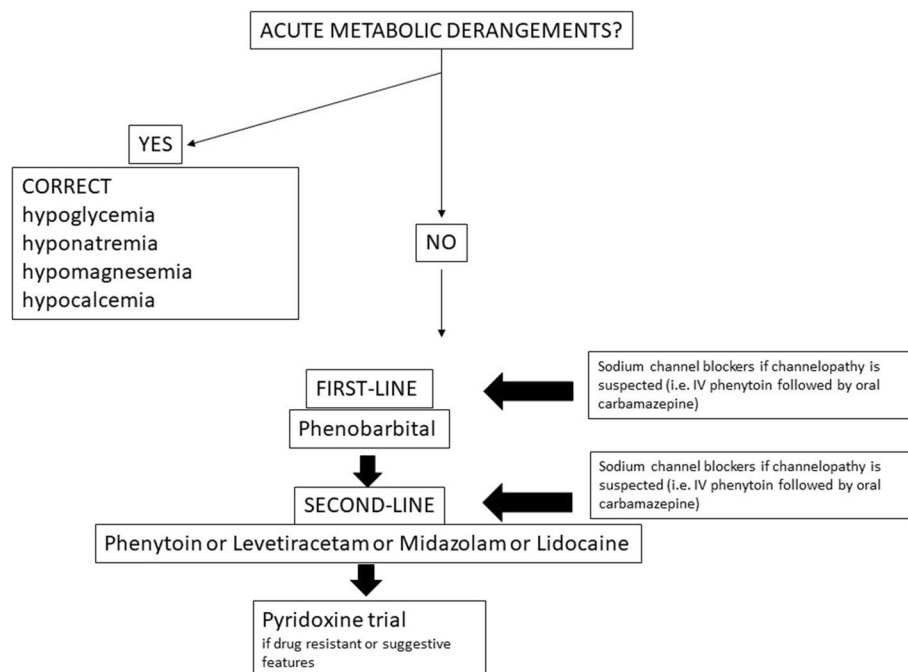 ACUTE METABOLIC DERANGEMENTS?
YES
CORRECT
hypoglycemia
hyponatremia
hypomagnesemia
hypocalcemia
NO
FIRST-LINE
Phenobarbital
Sodium channel blockers if channelopathy is
suspected (i.e. IV phenytoin followed by oral
carbamazepine)
SECOND-LINE
Phenytoin or Levetiracetam or Midazolam or Lidocaine
Sodium channel blockers if channelopathy is
suspected (i.e. IV phenytoin followed by oral
carbamazepine)
Pyridoxine trial
if drug resistant or suggestive
features